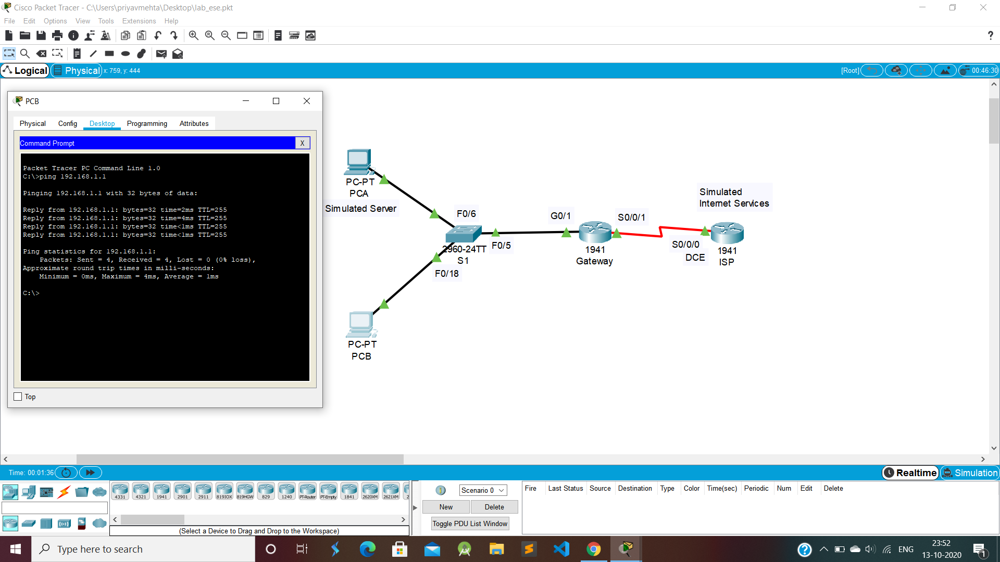 Cisco Packet Tracer - C:\Users\priyavmehta\Desktop\lab_ese.pkt
File Edit Options View Tools Extensions Help
?
Logical Physical x: 759, y: 444 [Root] 00:46:30
PCB
Physical Config Desktop Programming Attributes
Command Prompt X
Packet Tracer PC Command Line 1.0
C:\>ping 192.168.1.1
Pinging 192.168.1.1 with 32 bytes of data:
Reply from 192.168.1.1: bytes=32 time=2ms TTL=255
Reply from 192.168.1.1: bytes=32 time=4ms TTL=255
Reply from 192.168.1.1: bytes=32 time<1ms TTL=255
Reply from 192.168.1.1: bytes=32 time<1ms TTL=255
Ping statistics for 192.168.1.1:
Packets: Sent = 4, Received = 4, Lost = 0 (0% loss),
Approximate round trip times in milli-seconds:
Minimum = 0ms, Maximum = 4ms, Average = 1ms
C:\>
Top
PC-PT
PCA
Simulated Server
F0/6
2960-24TT
S1
F0/5
F0/18
PC-PT
PCB
G0/1
1941
Gateway
S0/0/1
Simulated
Internet Services
S0/0/0
DCE
1941
ISP
Time: 00:01:36 Realtime Simulation
4331 4321 1941 2901 2911 819IOX 819HGW 829 1240 PT-Router PT-Empty 1841 2620XM 2621XM 2
(Select a Device to Drag and Drop to the Workspace)
Scenario 0
New Delete
Toggle PDU List Window
Fire Last Status Source Destination Type Color Time(sec) Periodic Num Edit Delete
Type here to search
ENG
23:52
13-10-2020
1